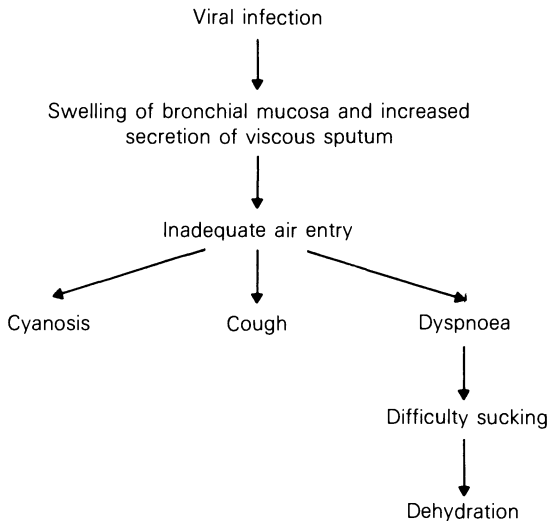 Viral infection
Swelling of bronchial mucosa and increased
secretion of viscous sputum
Inadequate air entry
Cyanosis
Cough
Dyspnoea
Difficulty sucking
Dehydration